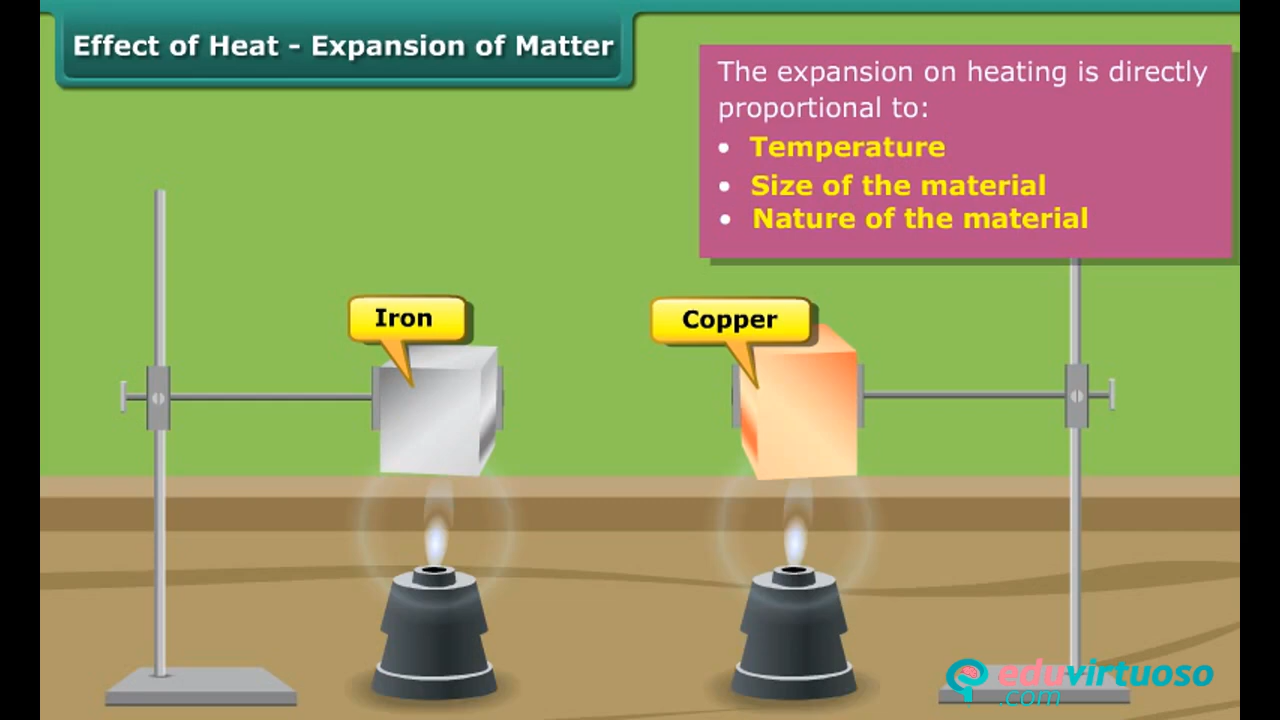 Effect of Heat - Expansion of Matter
The expansion on heating is directly
proportional to:
• Temperature
• Size of the material
• Nature of the material
Iron
Copper
eduvirtuoso
.com